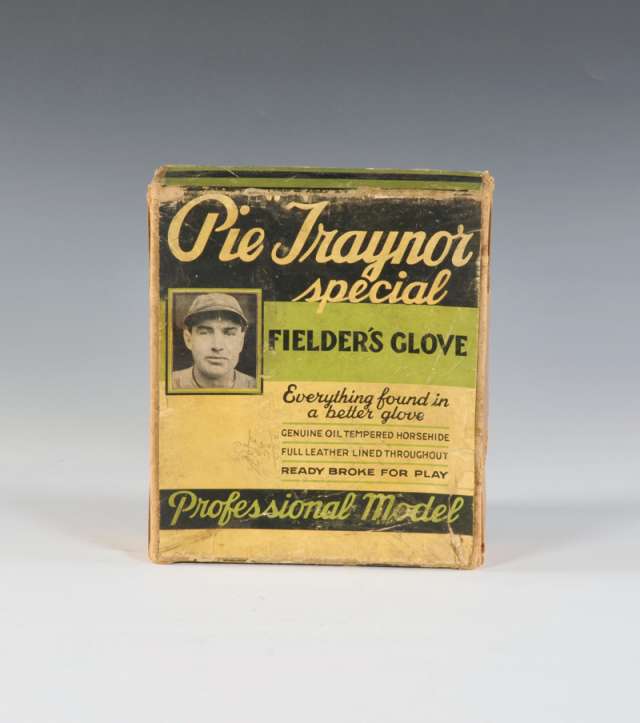 "Pie" Traynor
special
FIELDER'S GLOVE
Everything found in
a better glove
GENUINE OIL TEMPERED HORSEHIDE
FULL LEATHER LINED THROUGHOUT
READY BROKE FOR PLAY
Professional Model